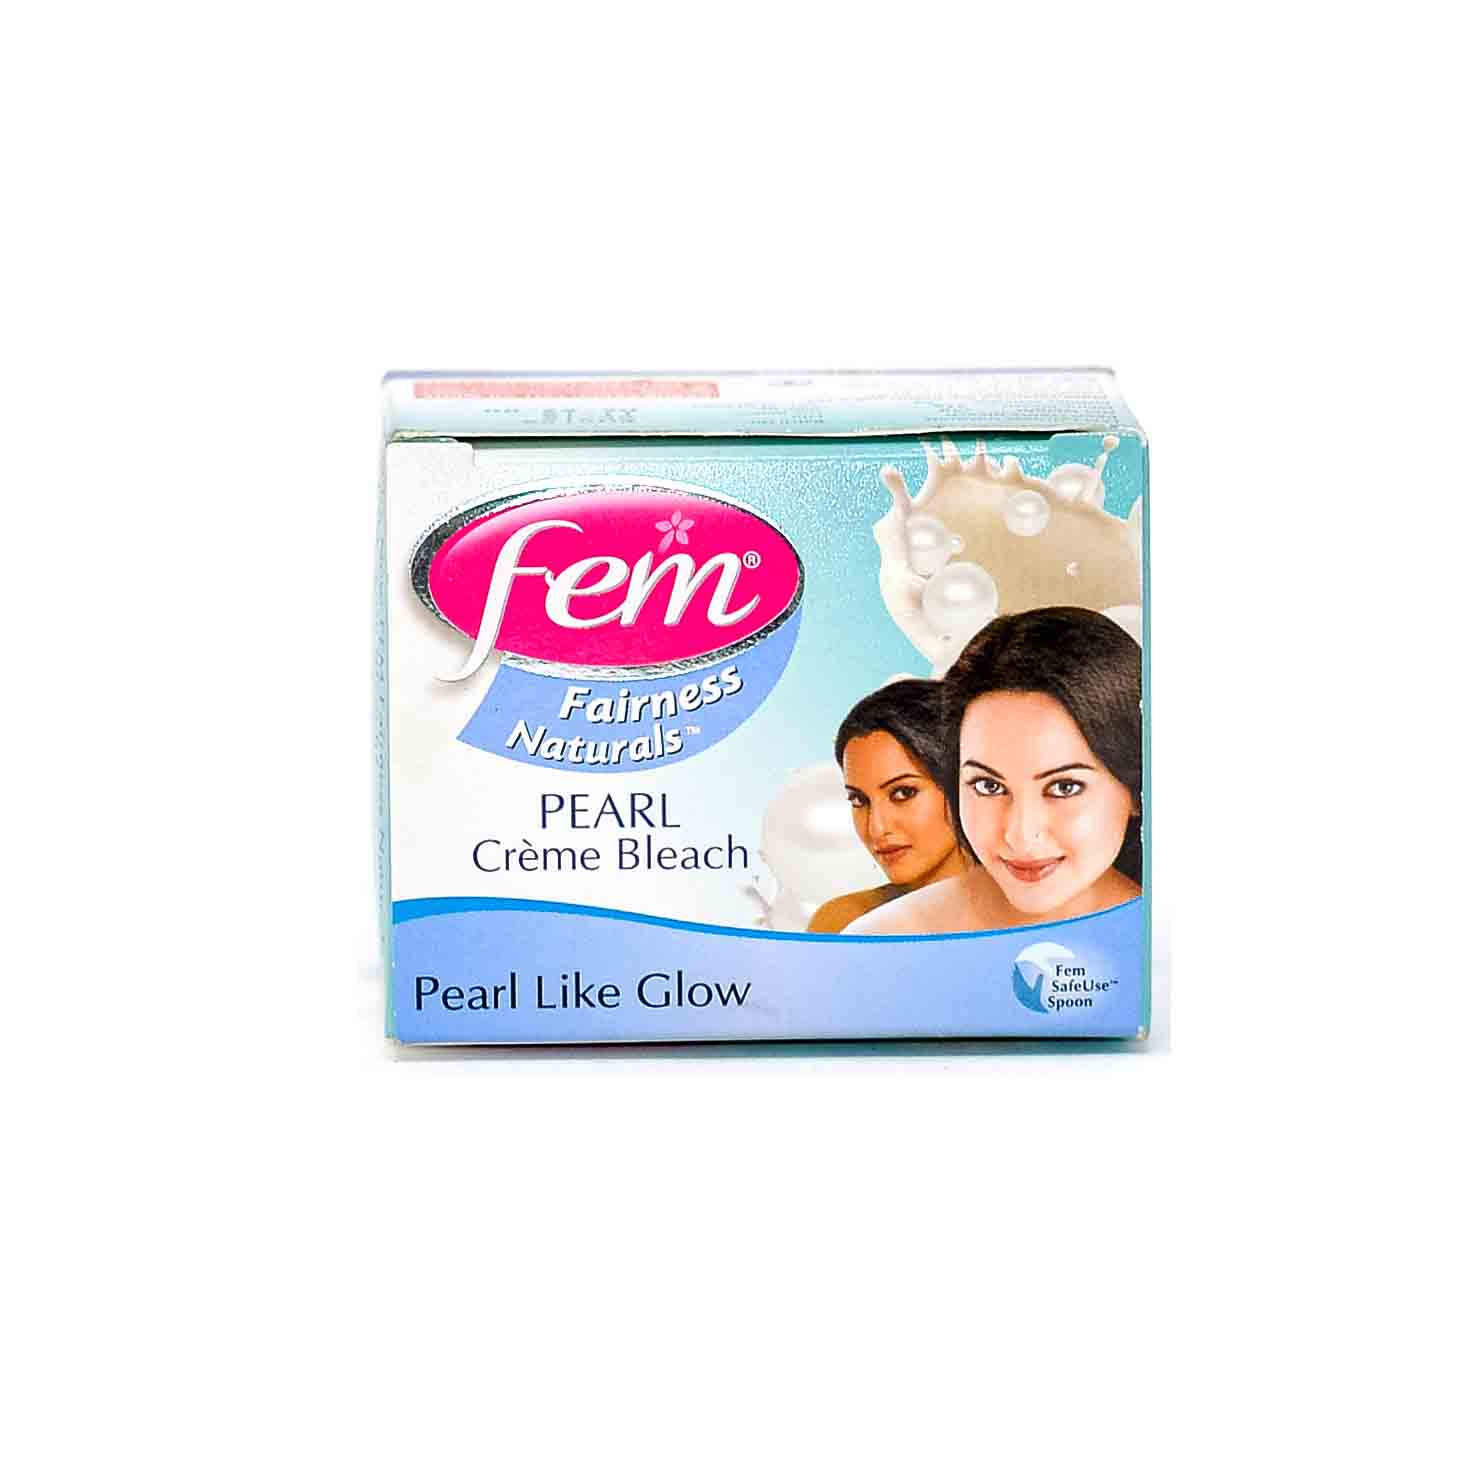 fem®
Fairness
Naturals™
PEARL
Crème Bleach
Pearl Like Glow
Fem
SafeUse™
Spoon